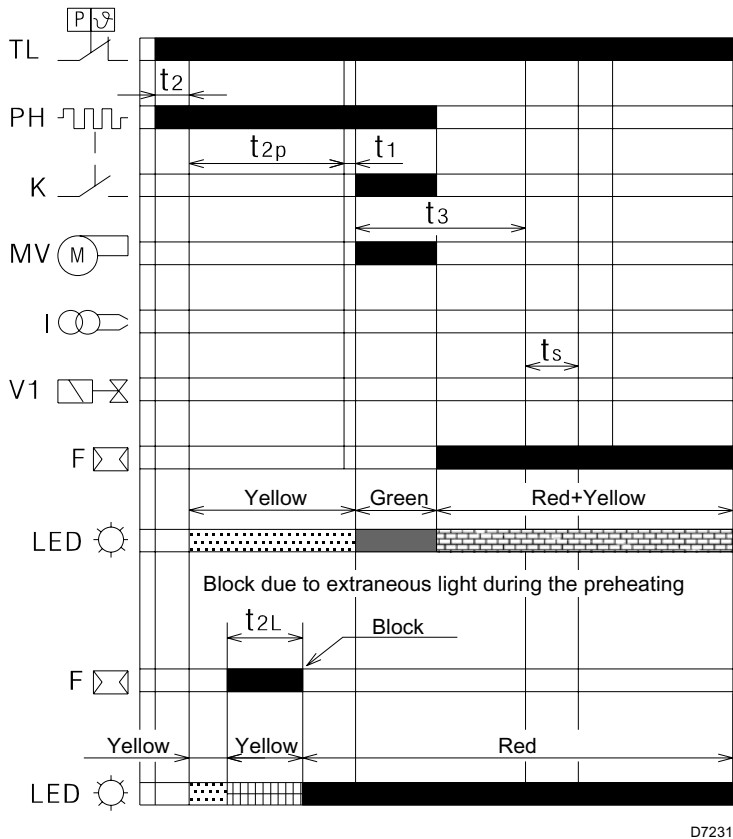 P ϑ
TL
t2
PH
t2p t1
K
t3
MV M
I
ts
V1
F
Yellow Green Red+Yellow
LED
Block due to extraneous light during the preheating
t2L Block
F
Yellow Yellow Red
LED
D7231